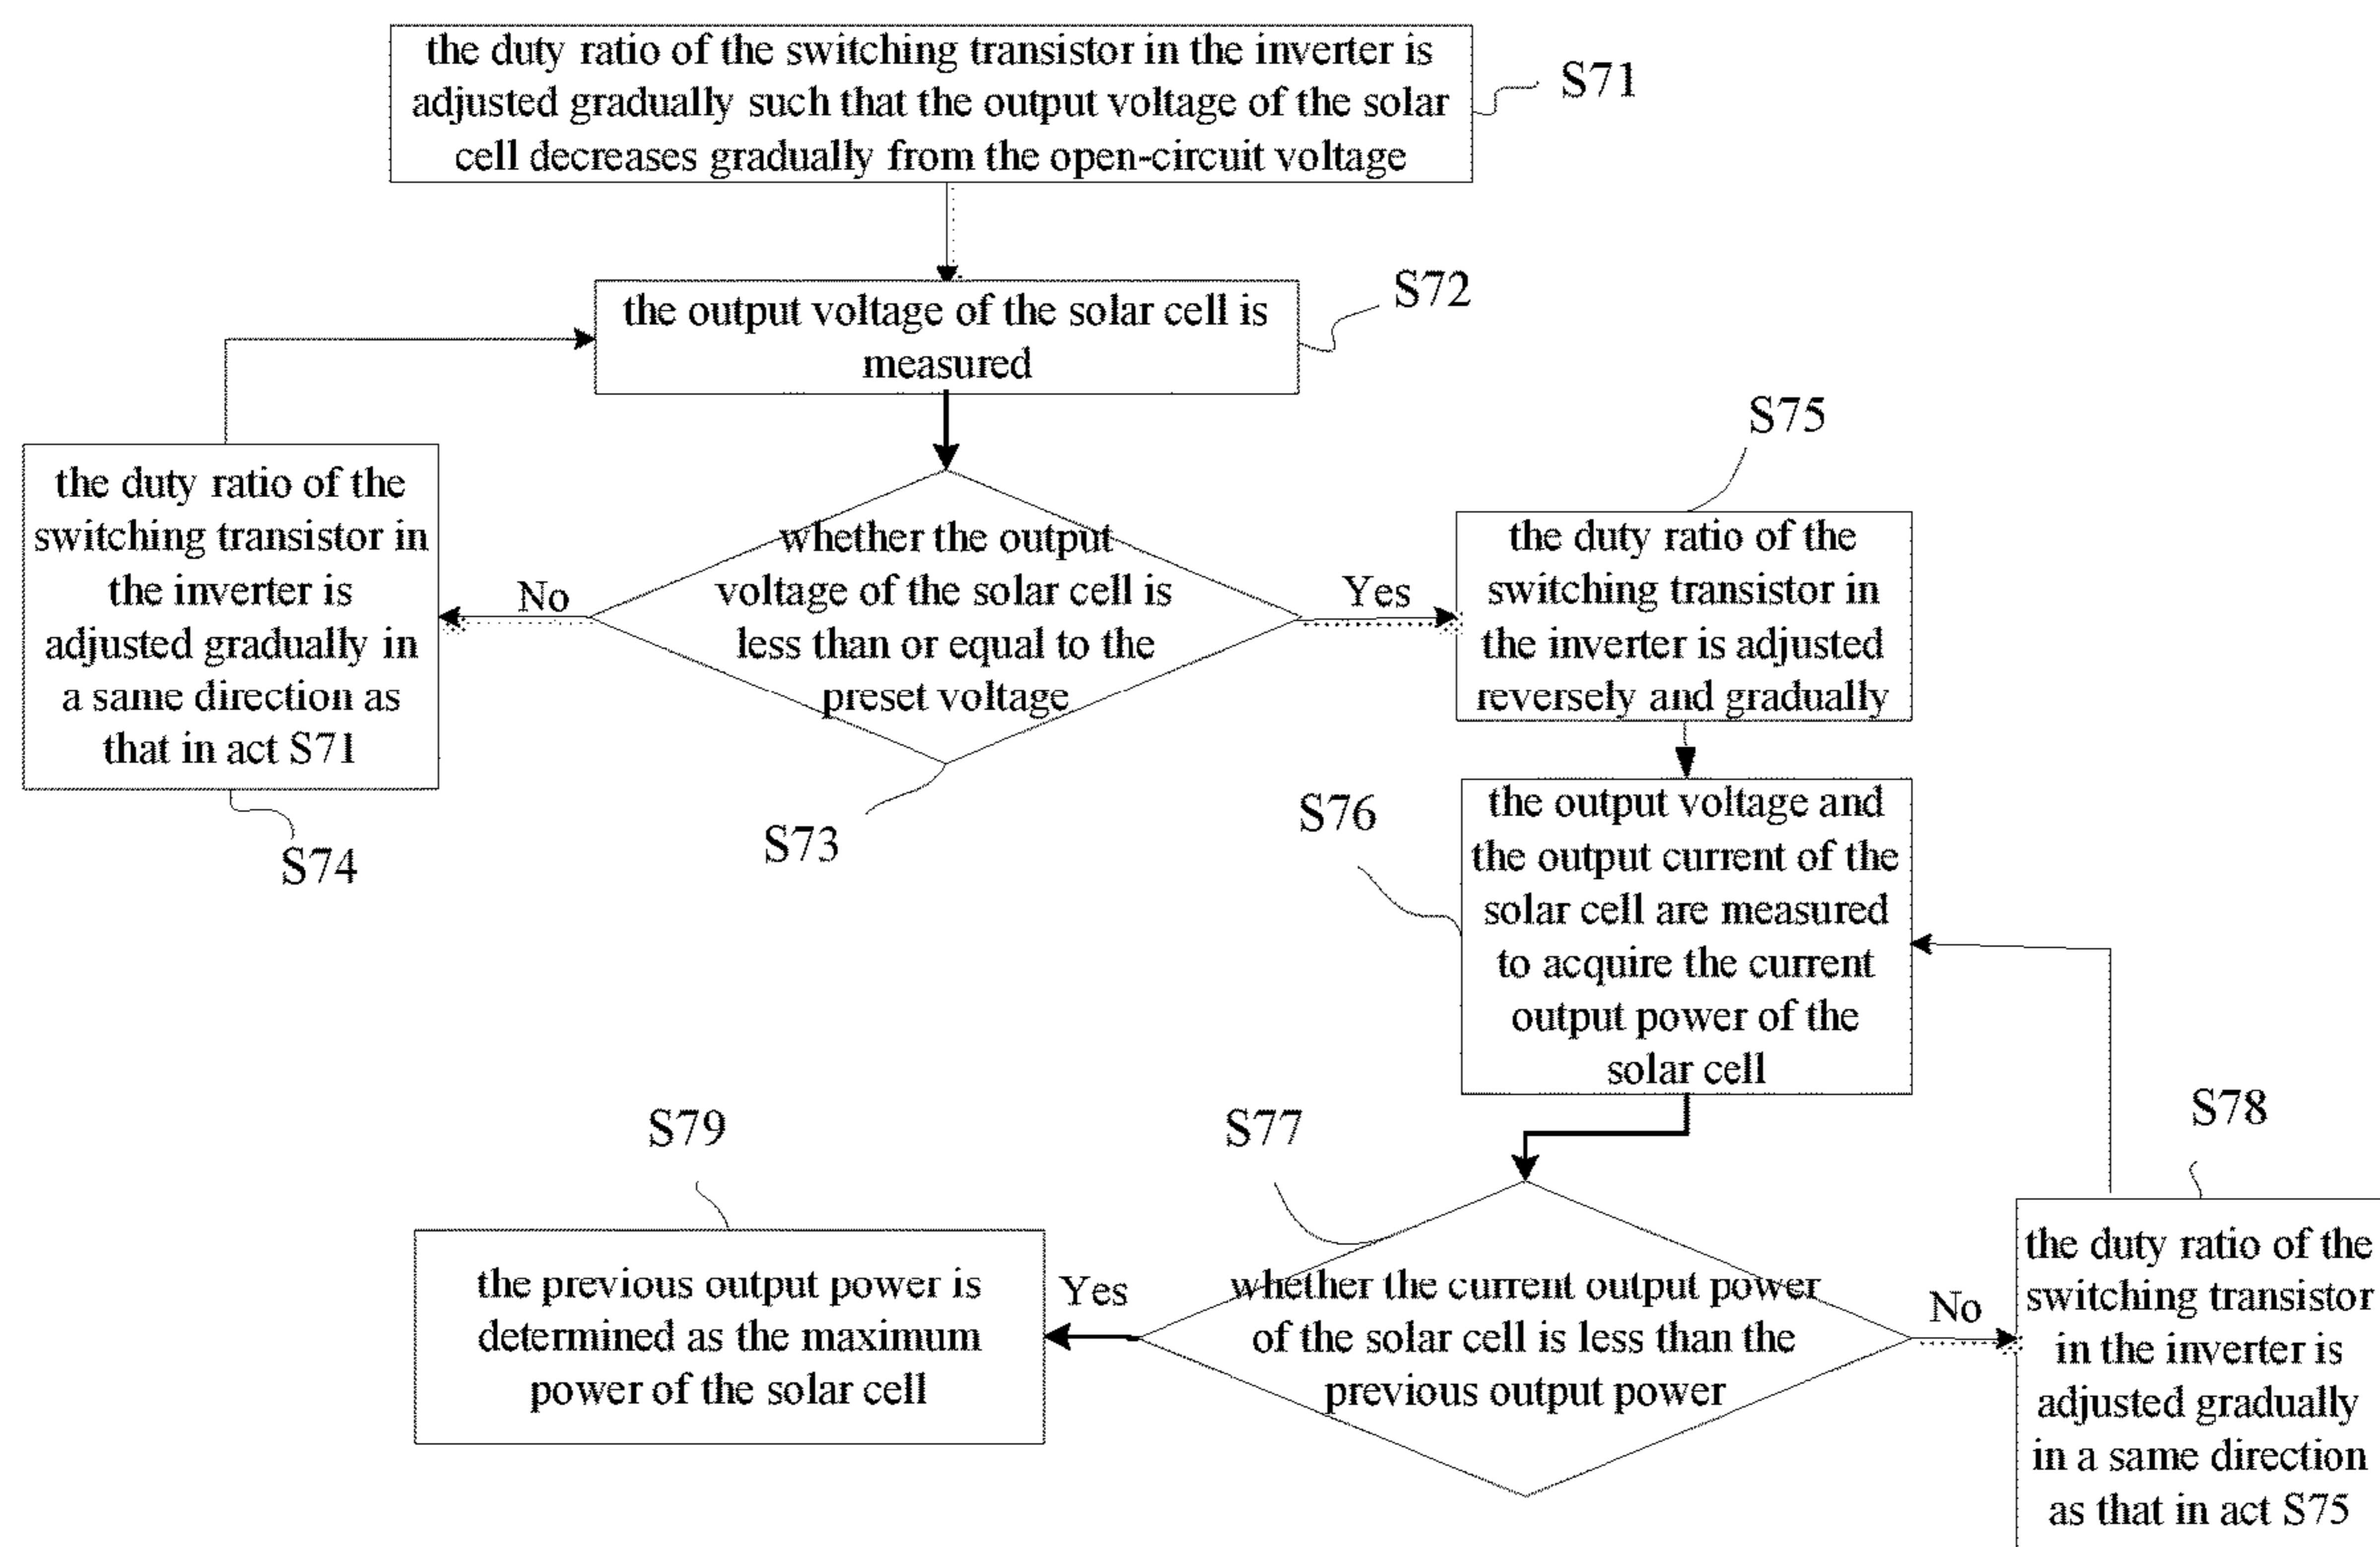 the duty ratio of the switching transistor in the inverter is
adjusted gradually such that the output voltage of the solar
cell decreases gradually from the open-circuit voltage
S71
the output voltage of the solar cell is
measured
S72
whether the output
voltage of the solar cell is
less than or equal to the
preset voltage
S73
No
Yes
the duty ratio of the
switching transistor in
the inverter is
adjusted gradually in
a same direction as
that in act S71
S74
S75
the duty ratio of the
switching transistor in
the inverter is adjusted
reversely and gradually
S76
the output voltage and
the output current of the
solar cell are measured
to acquire the current
output power of the
solar cell
S77
whether the current output power
of the solar cell is less than the
previous output power
Yes
No
S78
the duty ratio of the
switching transistor
in the inverter is
adjusted gradually
in a same direction
as that in act S75
S79
the previous output power is
determined as the maximum
power of the solar cell